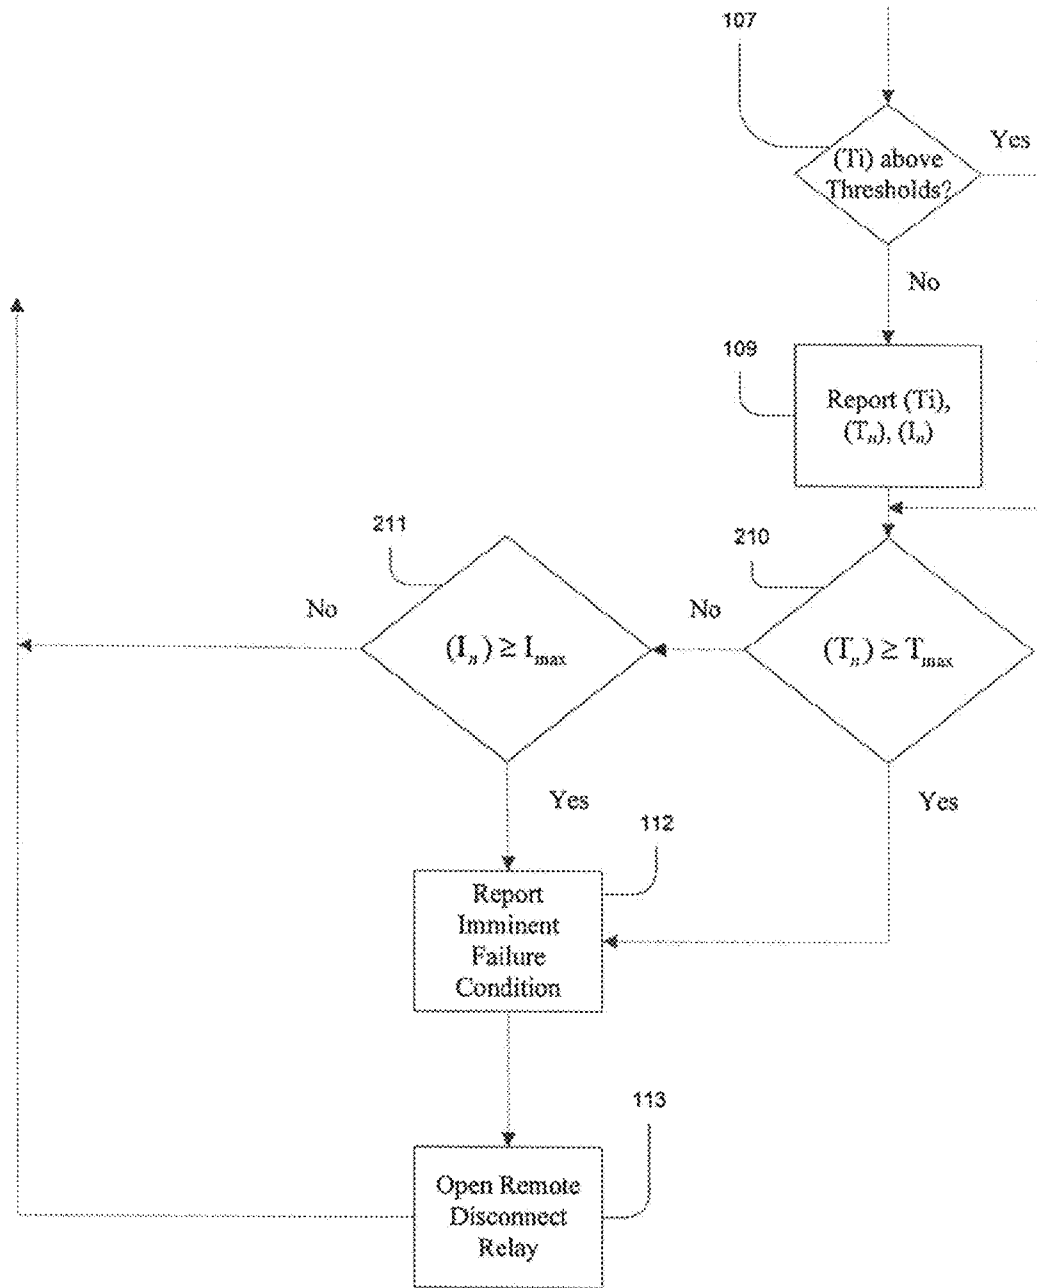 107
(Ti) above
Thresholds?
Yes
No
109
Report (Ti),
(Tn), (In)
211
210
No
(In) ≥ Imax
No
(Tn) ≥ Tmax
Yes
Yes
112
Report
Imminent
Failure
Condition
113
Open Remote
Disconnect
Relay